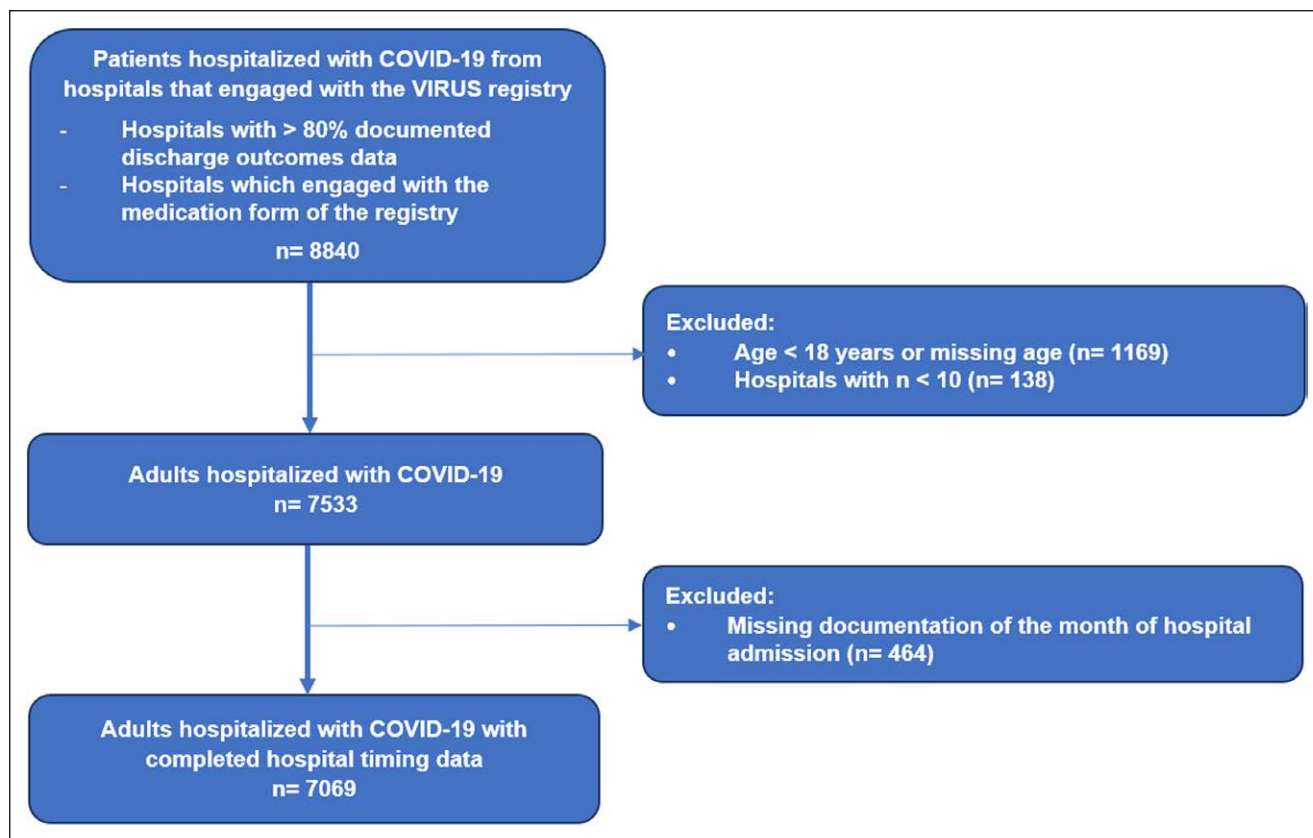 Patients hospitalized with COVID-19 from
hospitals that engaged with the VIRUS registry
- Hospitals with > 80% documented
discharge outcomes data
- Hospitals which engaged with the
medication form of the registry
n= 8840
Excluded:
• Age < 18 years or missing age (n= 1169)
• Hospitals with n < 10 (n= 138)
Adults hospitalized with COVID-19
n= 7533
Excluded:
• Missing documentation of the month of hospital
admission (n= 464)
Adults hospitalized with COVID-19 with
completed hospital timing data
n= 7069